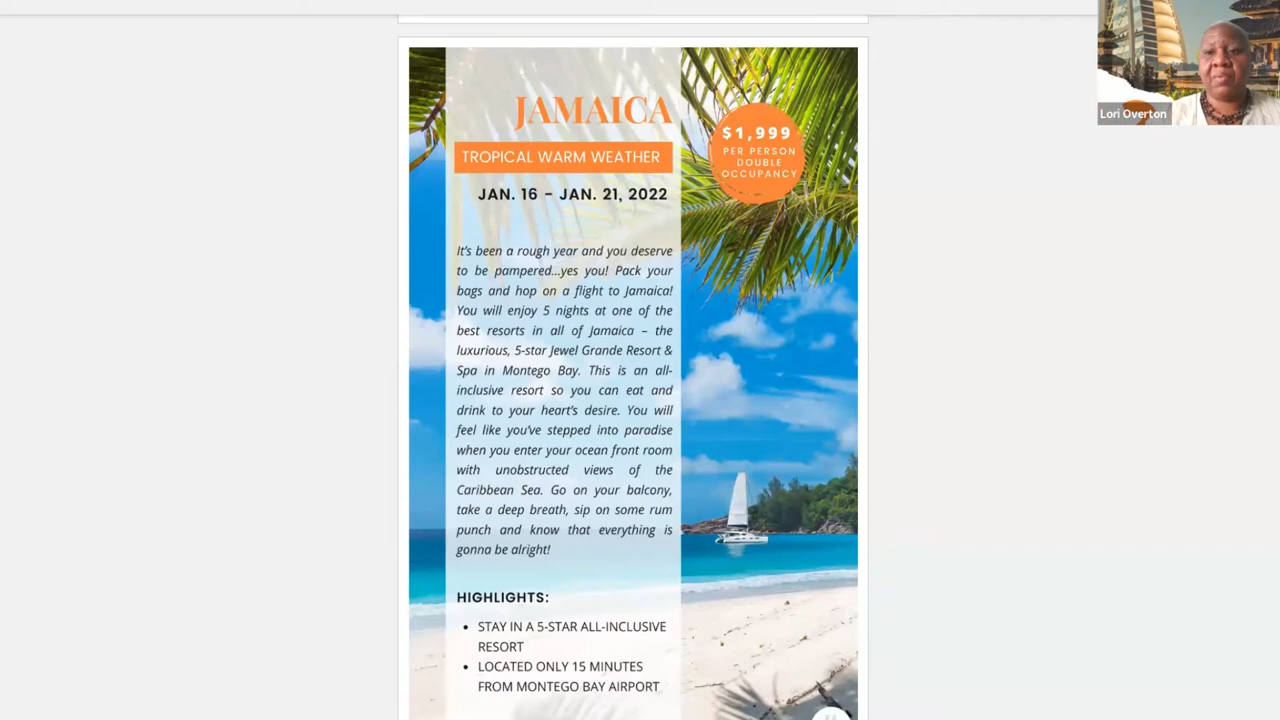 JAMAICA
TROPICAL WARM WEATHER
JAN. 16 - JAN. 21, 2022
$1,999
PER PERSON
DOUBLE
OCCUPANCY
It's been a rough year and you deserve
to be pampered...yes you! Pack your
bags and hop on a flight to Jamaica!
You will enjoy 5 nights at one of the
best resorts in all of Jamaica – the
luxurious, 5-star Jewel Grande Resort &
Spa in Montego Bay. This is an all-
inclusive resort so you can eat and
drink to your heart's desire. You will
feel like you've stepped into paradise
when you enter your ocean front room
with unobstructed views of the
Caribbean Sea. Go on your balcony,
take a deep breath, sip on some rum
punch and know that everything is
gonna be alright!
HIGHLIGHTS:
• STAY IN A 5-STAR ALL-INCLUSIVE
RESORT
• LOCATED ONLY 15 MINUTES
FROM MONTEGO BAY AIRPORT
Lori Overton